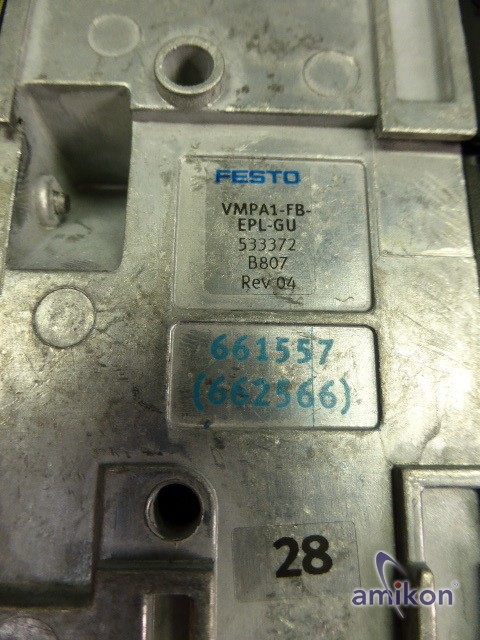 FESTO
VMPA1-FB-
EPL-GU
533372
B807
Rev 04
661557
(662566)
28
amikon®